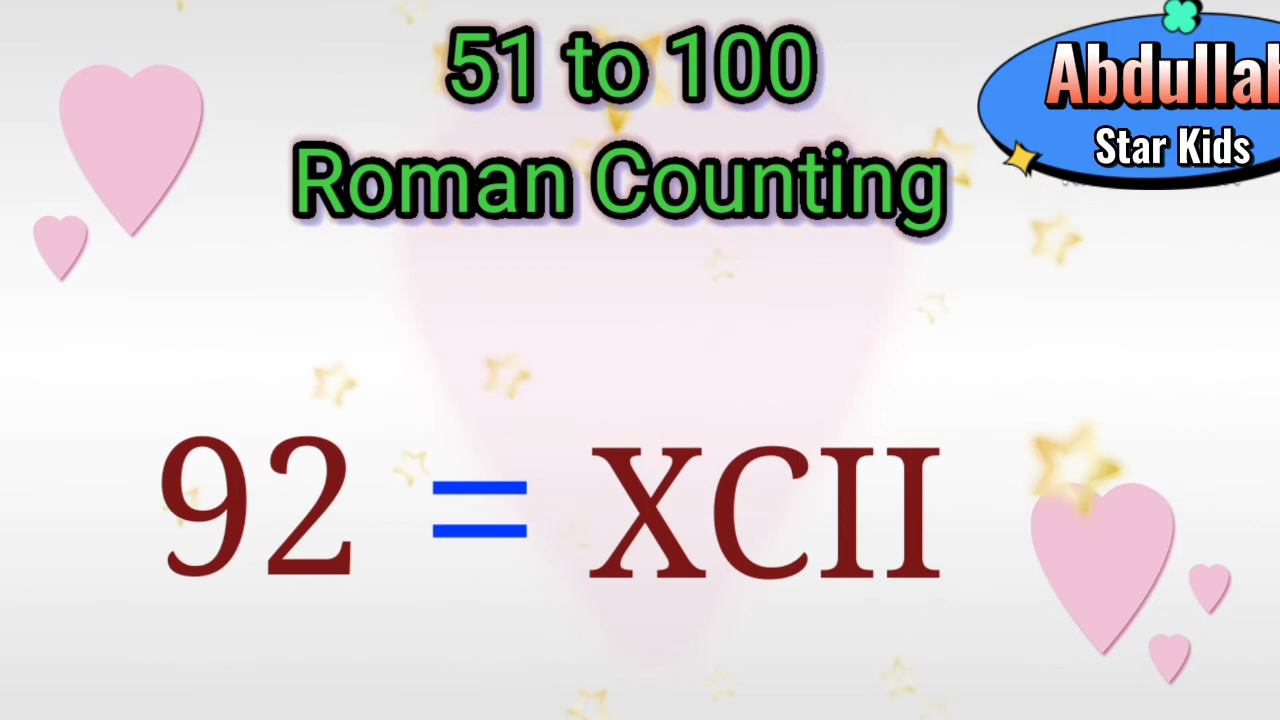 51 to 100
Roman Counting
Abdullah
Star Kids
92 = XCII